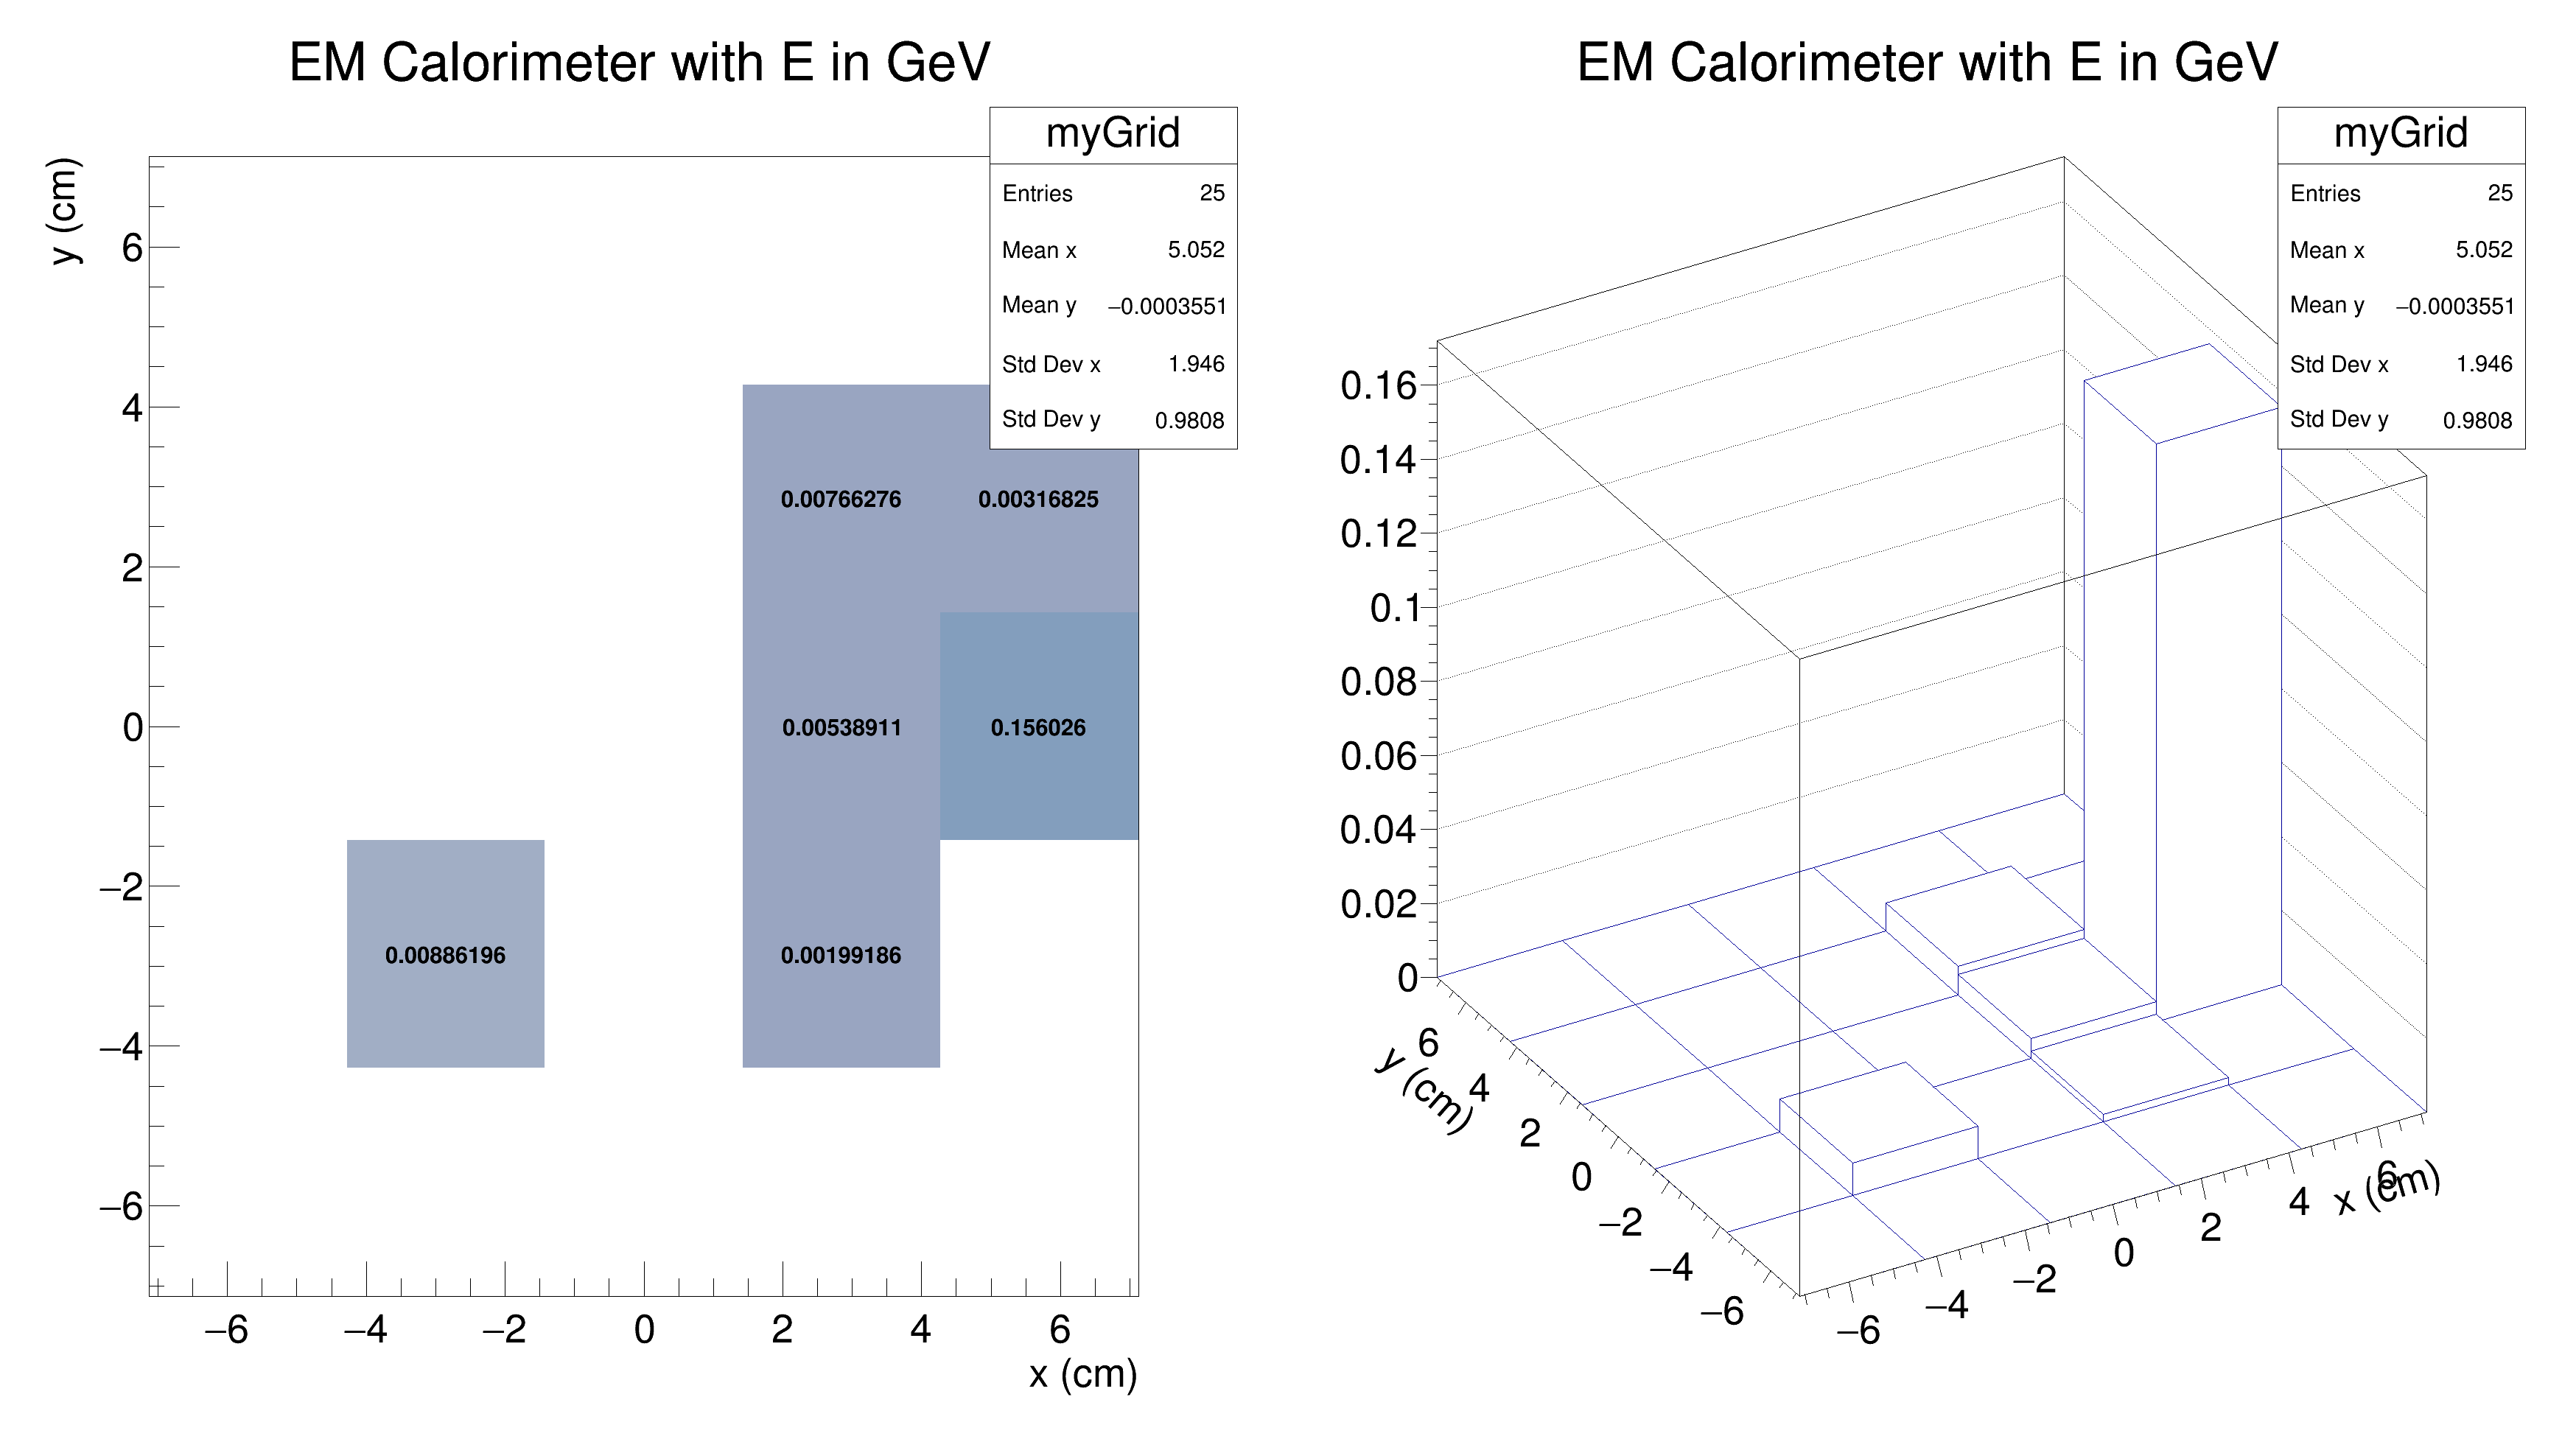 EM Calorimeter with E in GeV
myGrid
Entries 25
Mean x 5.052
Mean y −0.0003551
Std Dev x 1.946
Std Dev y 0.9808
y (cm)
6
4
2
0
−2
−4
−6
0.00766276 0.00316825
0.00538911 0.156026
0.00886196 0.00199186
−6 −4 −2 0 2 4 6
x (cm)
EM Calorimeter with E in GeV
myGrid
Entries 25
Mean x 5.052
Mean y −0.0003551
Std Dev x 1.946
Std Dev y 0.9808
0.16
0.14
0.12
0.1
0.08
0.06
0.04
0.02
0
6
4
2
0
−2
−4
−6
y (cm)
−6
−4
−2
0
2
4
6
x (cm)